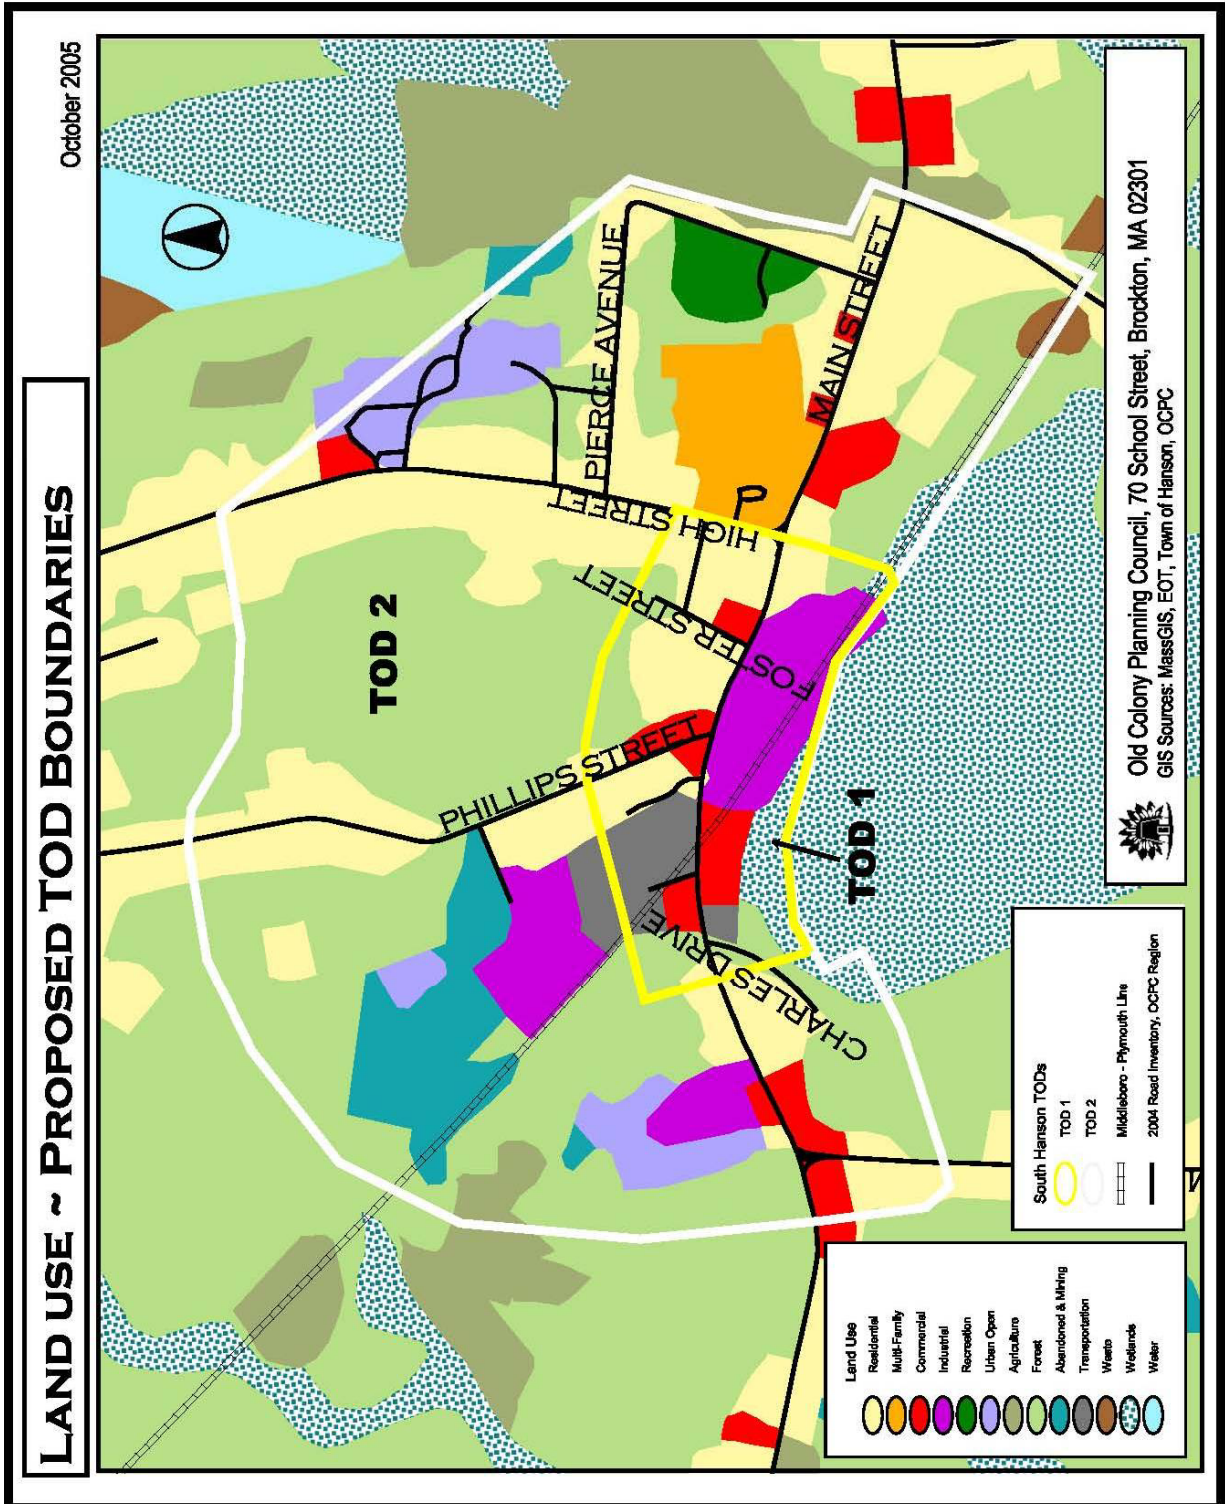 LAND USE ~ PROPOSED TOD BOUNDARIES
October 2005
TOD 2
PIERCE AVENUE
HIGH STREET
FOSTER STREET
PHILLIPS STREET
MAIN STREET
CHARLES DRIVE
TOD 1
Land Use
Residential
Multi-Family
Commercial
Industrial
Recreation
Urban Open
Agriculture
Forest
Abandoned & Mining
Transportation
Waste
Wetlands
Water
South Hanson TODs
TOD 1
TOD 2
Middleboro - Plymouth Line
2004 Road Inventory, OCPC Region
Old Colony Planning Council, 70 School Street, Brockton, MA 02301
GIS Sources: MassGIS, EOT, Town of Hanson, OCPC